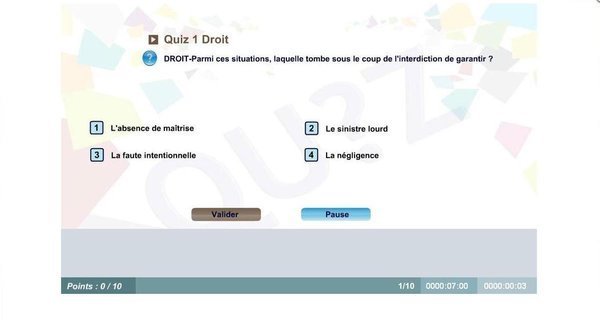 Quiz 1 Droit
? DROIT-Parmi ces situations, laquelle tombe sous le coup de l'interdiction de garantir ?
QU?Z
1 L'absence de maîtrise
2 Le sinistre lourd
3 La faute intentionnelle
4 La négligence
Valider Pause
Points : 0 / 10 1/10 0000:07:00 0000:00:03